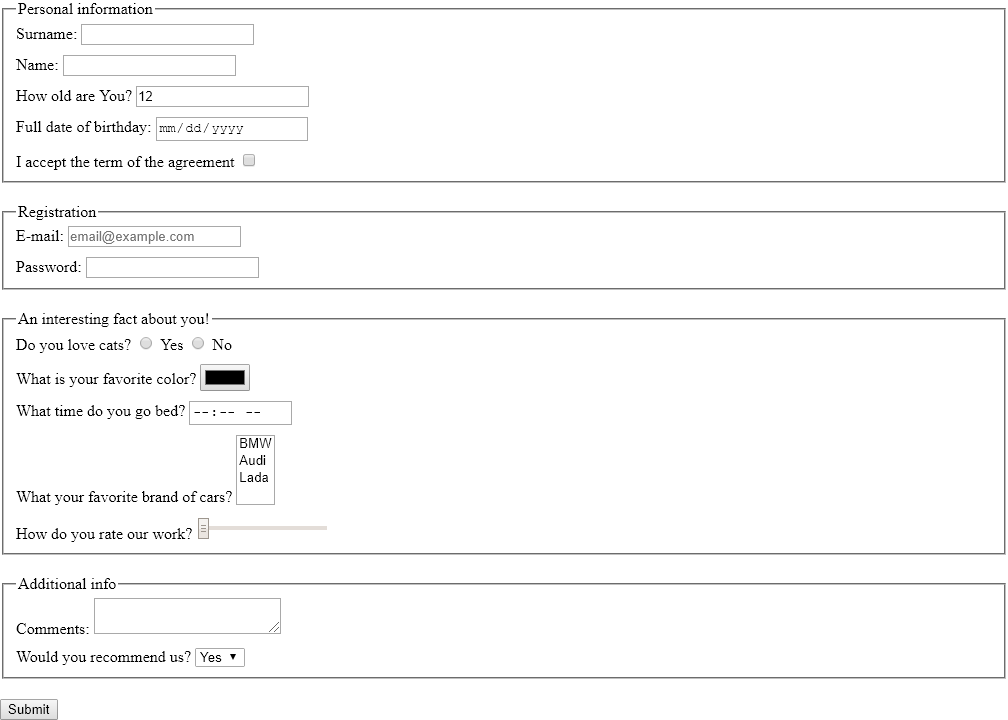 Personal information
Surname:
Name:
How old are You? 12
Full date of birthday: mm/dd/yyyy
I accept the term of the agreement
Registration
E-mail: email@example.com
Password:
An interesting fact about you!
Do you love cats? Yes No
What is your favorite color?
What time do you go bed? --:-- --
BMW
Audi
Lada
What your favorite brand of cars?
How do you rate our work?
Additional info
Comments:
Would you recommend us? Yes
Submit